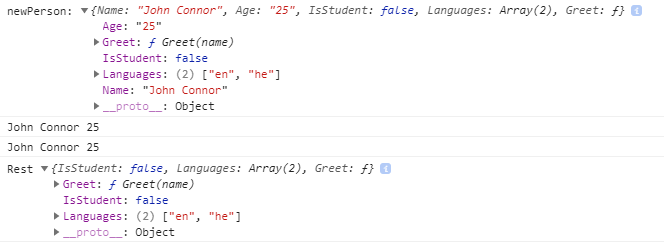 newPerson: ▼{Name: "John Connor", Age: "25", IsStudent: false, Languages: Array(2), Greet: ƒ} i
Age: "25"
▶Greet: ƒ Greet(name)
IsStudent: false
▶Languages: (2) ["en", "he"]
Name: "John Connor"
▶__proto__: Object
John Connor 25
John Connor 25
Rest ▼{IsStudent: false, Languages: Array(2), Greet: ƒ} i
▶Greet: ƒ Greet(name)
IsStudent: false
▶Languages: (2) ["en", "he"]
▶__proto__: Object